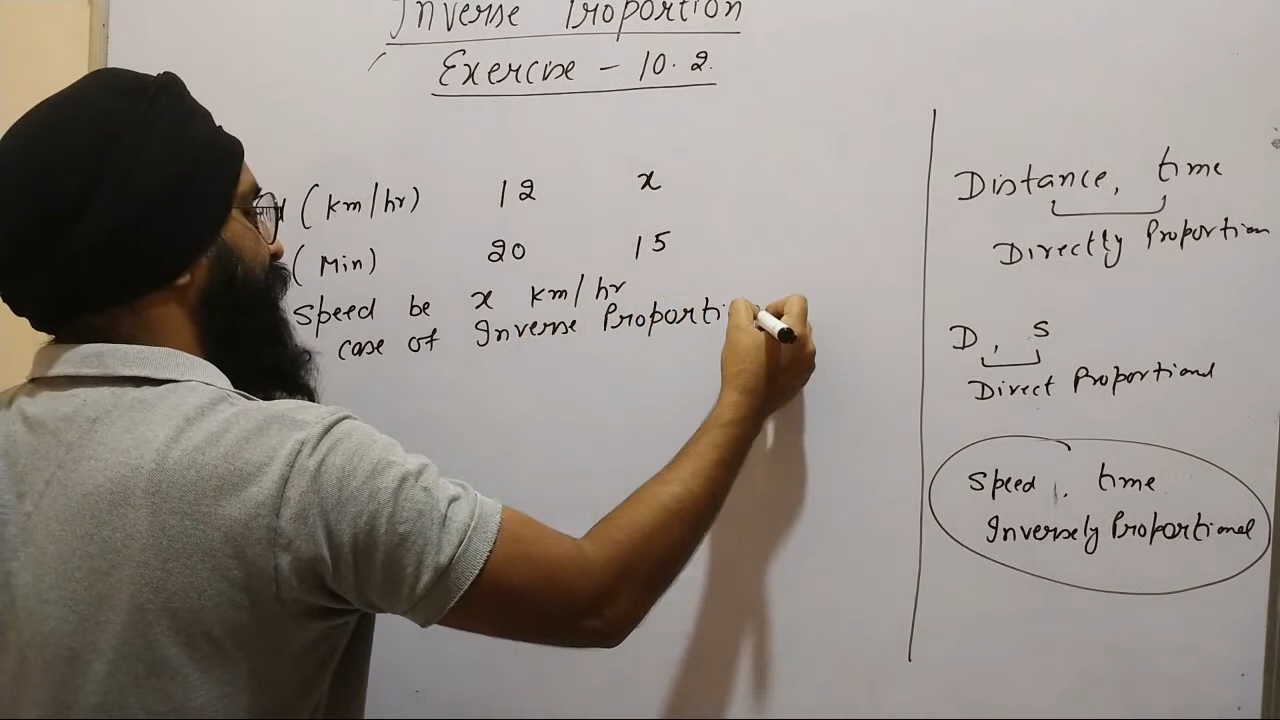 Inverse Proportion
Exercise - 10.2.
(km/hr) 12 x
(Min) 20 15
speed be x km/hr
case of Inverse Proporti
Distance, time
Directly Proportion
D, S
Direct Proportional
Speed, time
Inversely Proportional